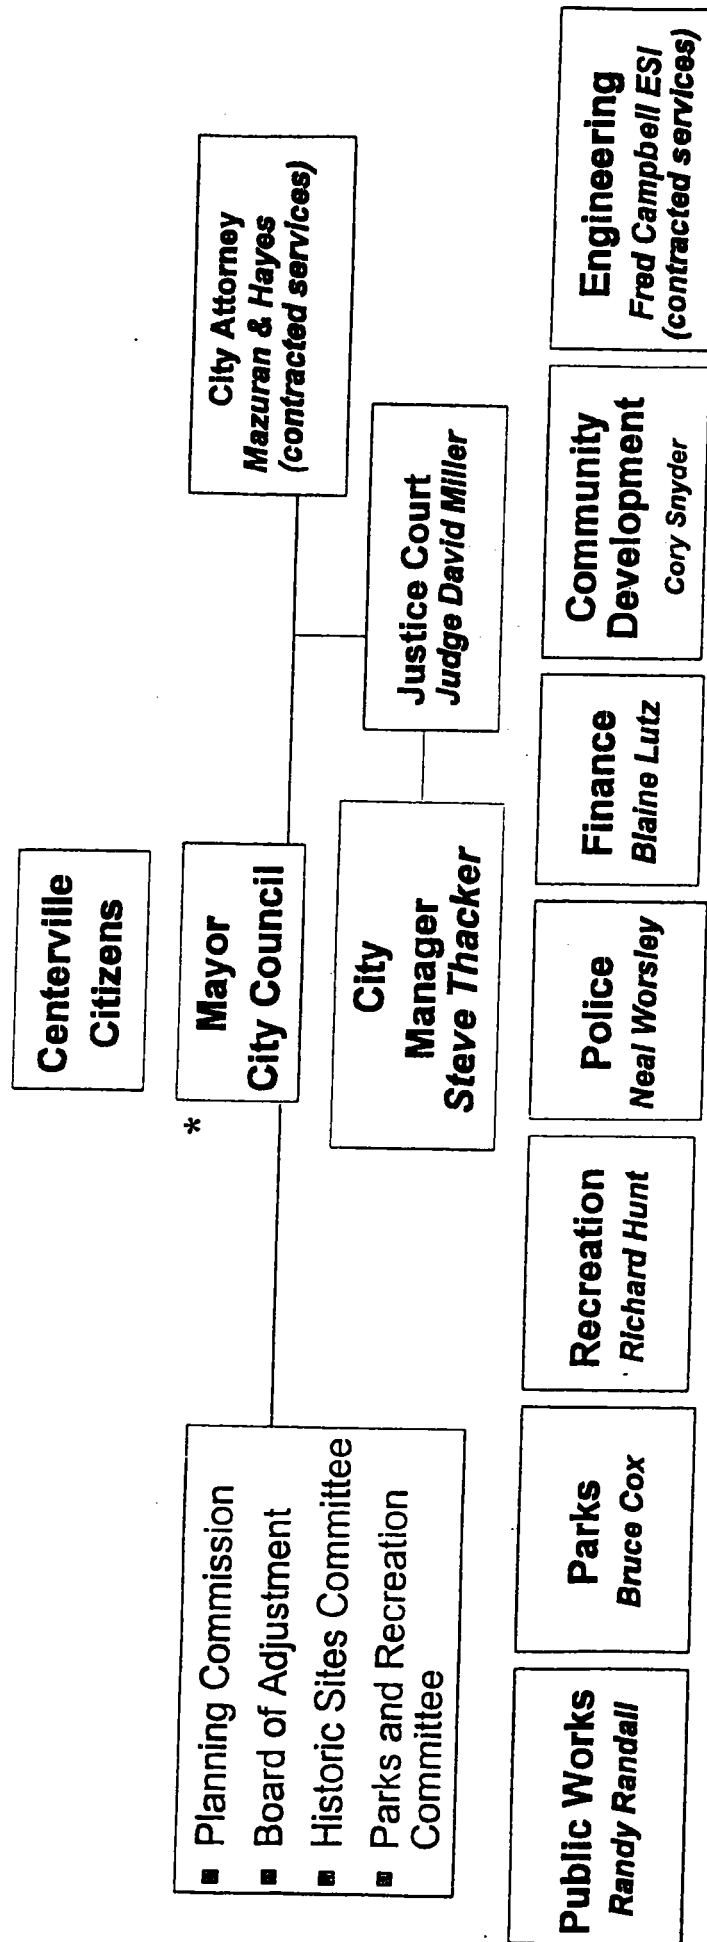 Centerville
Citizens
*
Mayor
City Council
■ Planning Commission
■ Board of Adjustment
■ Historic Sites Committee
■ Parks and Recreation
Committee
City Attorney
Mazuran & Hayes
(contracted services)
City
Manager
Steve Thacker
Justice Court
Judge David Miller
Public Works
Randy Randall
Parks
Bruce Cox
Recreation
Richard Hunt
Police
Neal Worsley
Finance
Blaine Lutz
Community
Development
Cory Snyder
Engineering
Fred Campbell ESI
(contracted services)